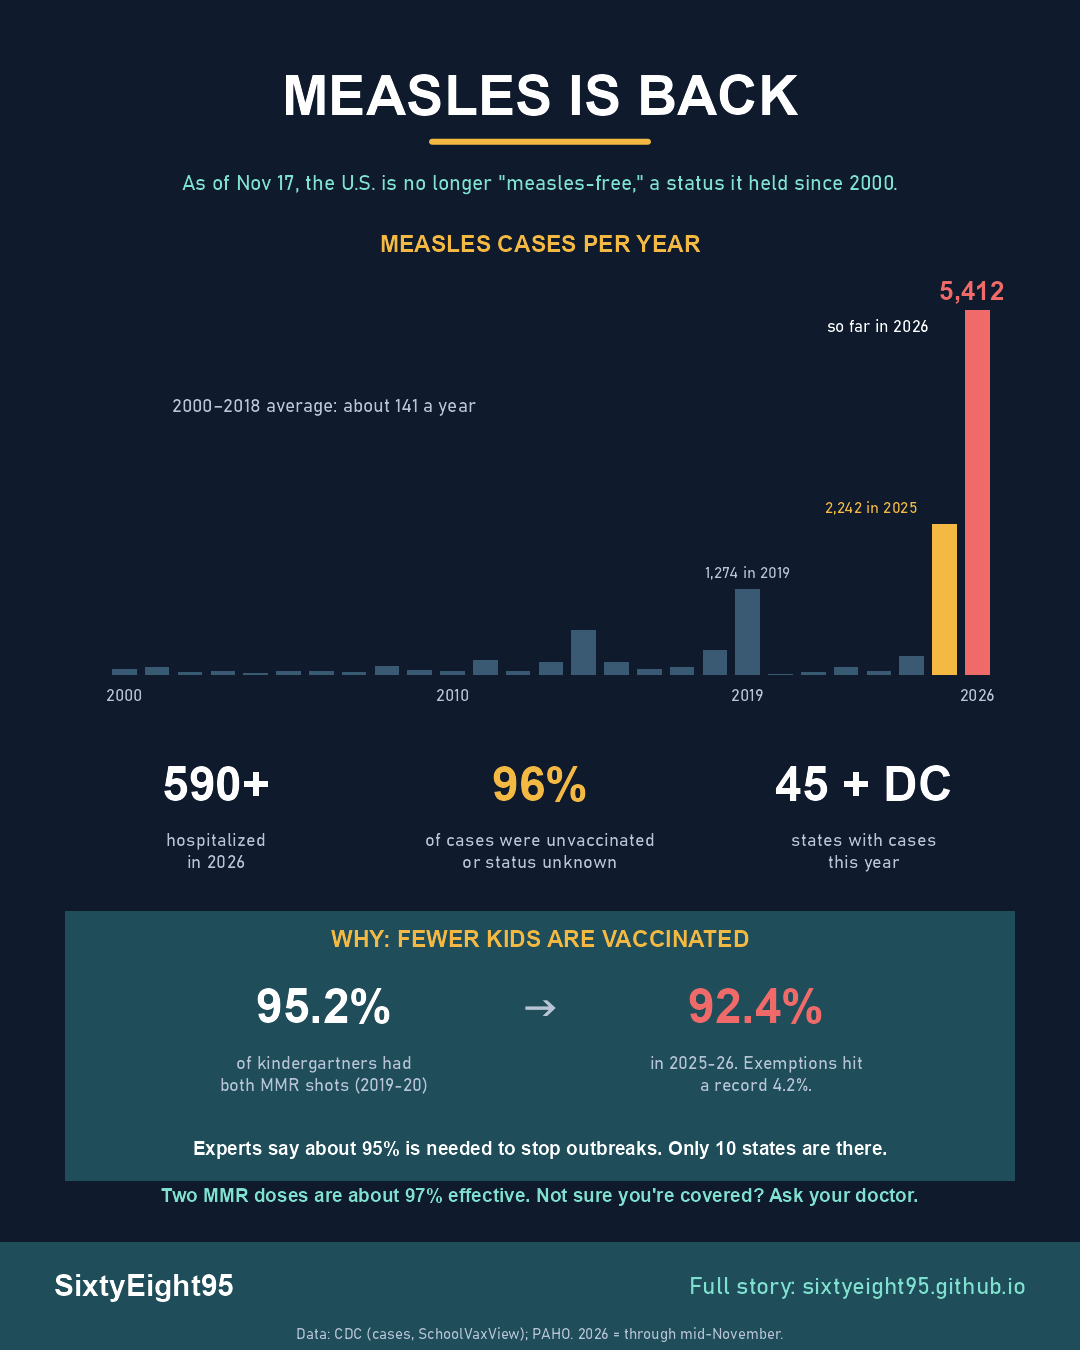 MEASLES IS BACK
As of Nov 17, the U.S. is no longer "measles-free," a status it held since 2000.
MEASLES CASES PER YEAR
5,412
so far in 2026
2000–2018 average: about 141 a year
2,242 in 2025
1,274 in 2019
2000
2010
2019
2026
590+
hospitalized
in 2026
96%
of cases were unvaccinated
or status unknown
45 + DC
states with cases
this year
WHY: FEWER KIDS ARE VACCINATED
95.2%
of kindergartners had
both MMR shots (2019-20)
→
92.4%
in 2025-26. Exemptions hit
a record 4.2%.
Experts say about 95% is needed to stop outbreaks. Only 10 states are there.
Two MMR doses are about 97% effective. Not sure you're covered? Ask your doctor.
SixtyEight95
Full story: sixtyeight95.github.io
Data: CDC (cases, SchoolVaxView); PAHO. 2026 = through mid-November.